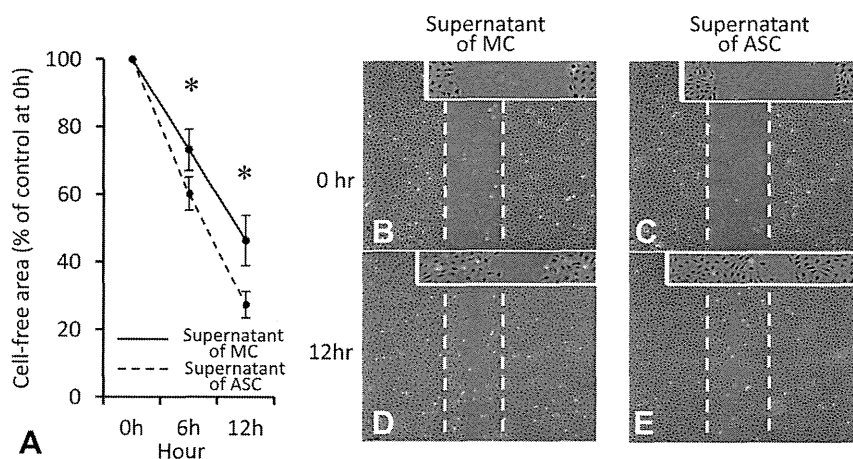 Supernatant
of MC
Supernatant
of ASC
Cell-free area (% of control at 0h)
100
80
60
40
20
0
*
*
Supernatant
of MC
Supernatant
of ASC
0h
6h
12h
Hour
A
0 hr
12hr
B
C
D
E